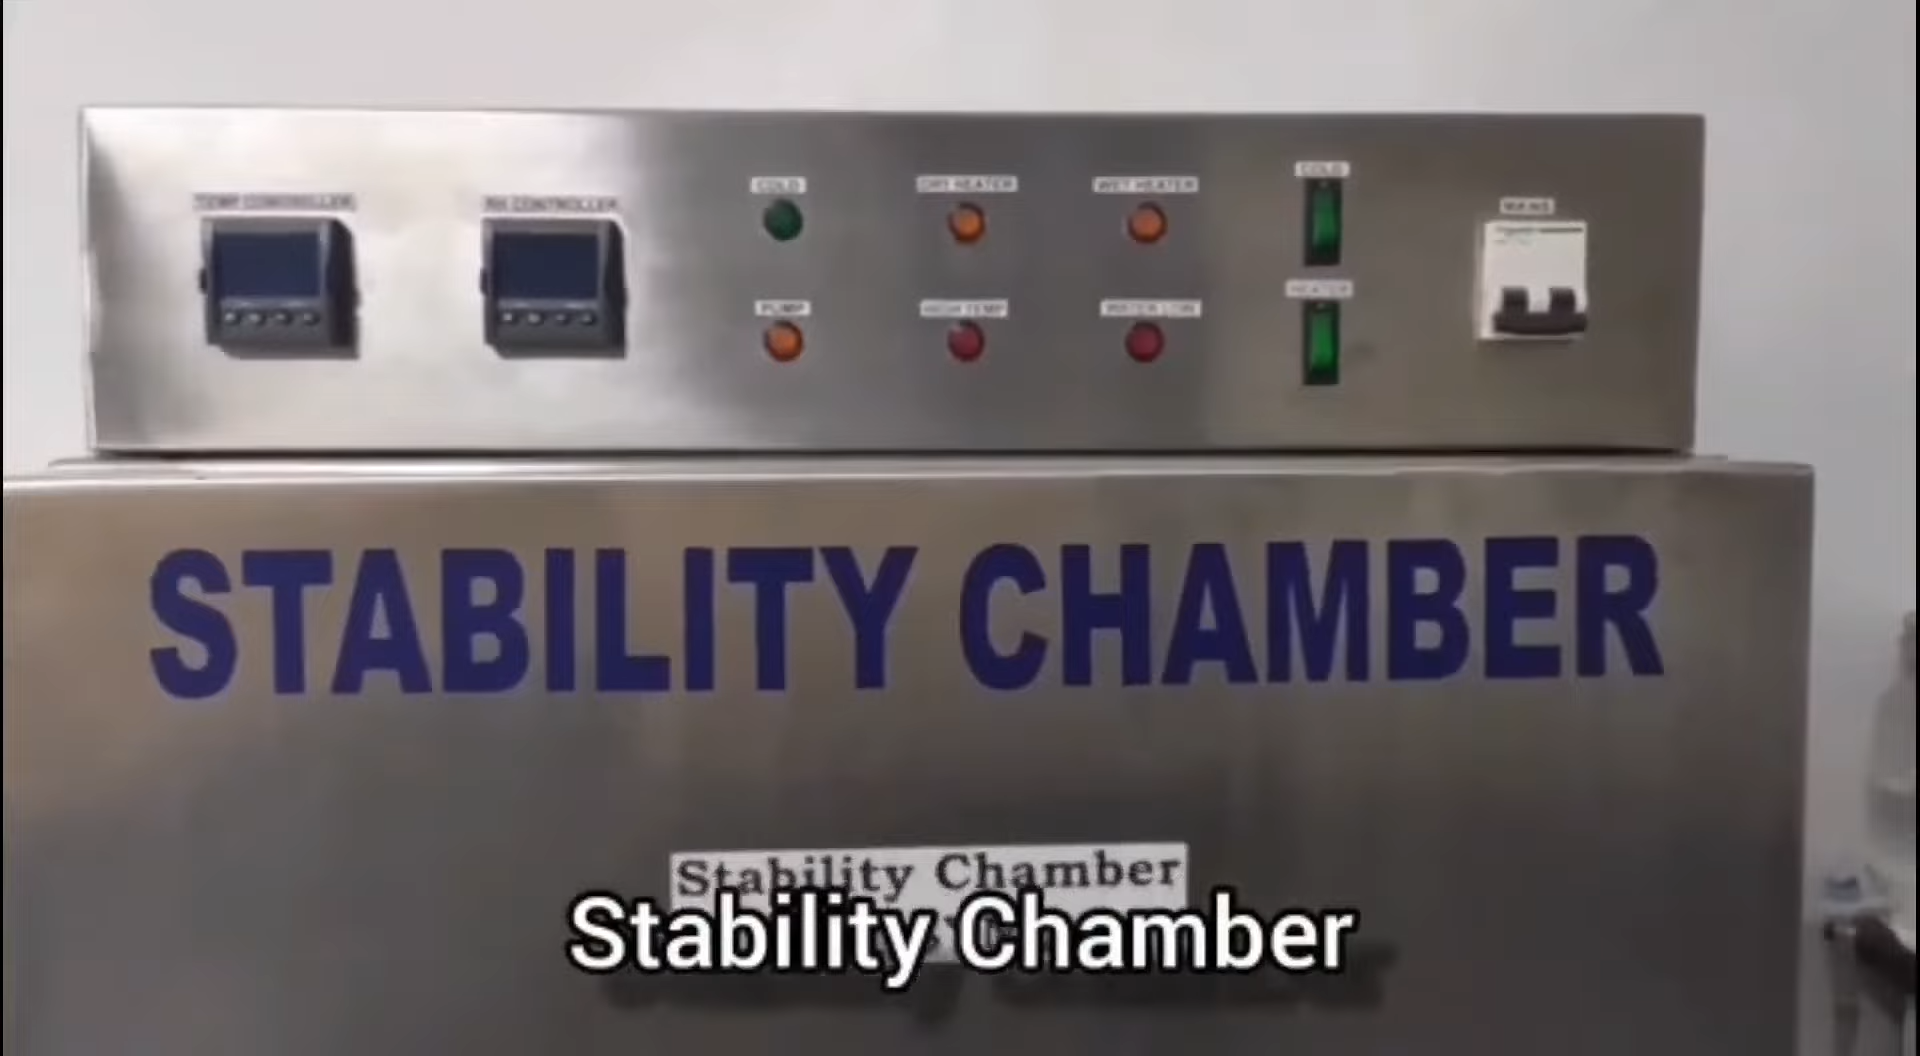 TEMP CONTROLLER
RH CONTROLLER
COLD
DRY HEATER
WET HEATER
COLD
MAINS
PUMP
HIGH TEMP
WATER LOW
HEATER
STABILITY CHAMBER
Stability Chamber
Stability Chamber